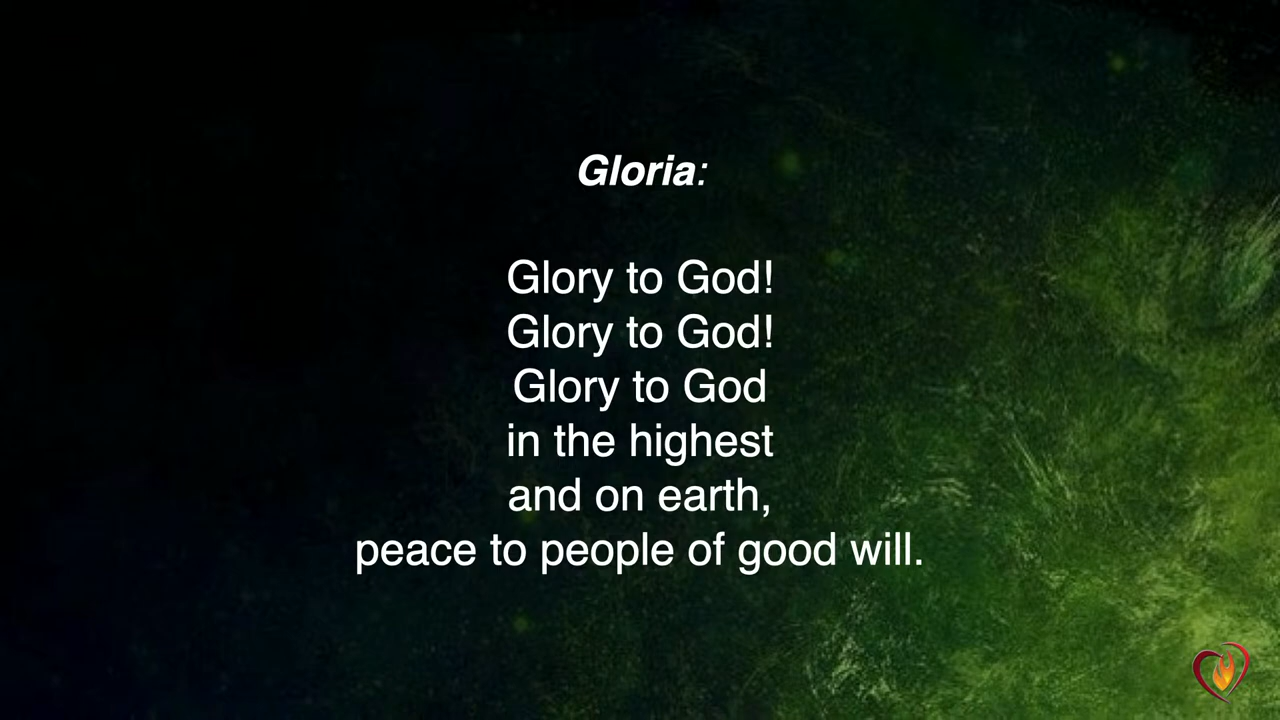 Gloria:
Glory to God!
Glory to God!
Glory to God
in the highest
and on earth,
peace to people of good will.